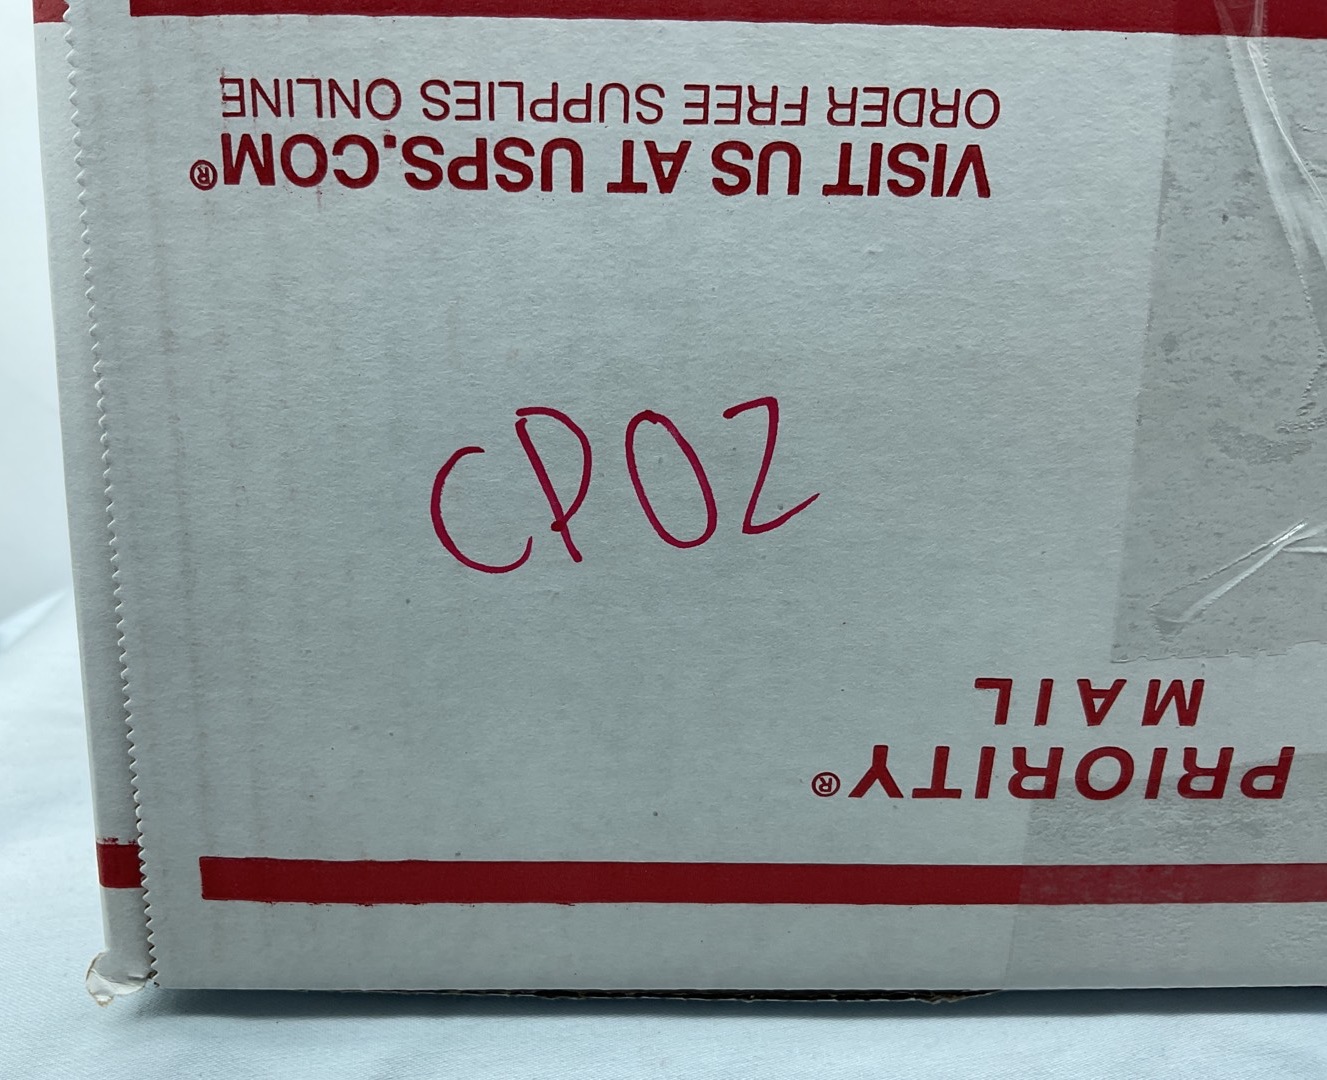 VISIT US AT USPS.COM®
ORDER FREE SUPPLIES ONLINE
CP02
PRIORITY®
MAIL